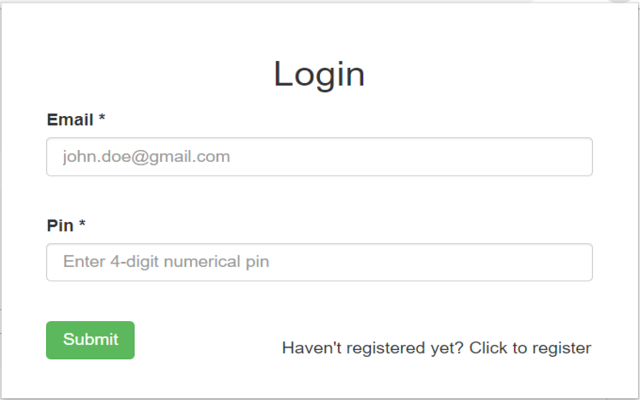 Login
Email *
john.doe@gmail.com
Pin *
Enter 4-digit numerical pin
Submit
Haven't registered yet? Click to register